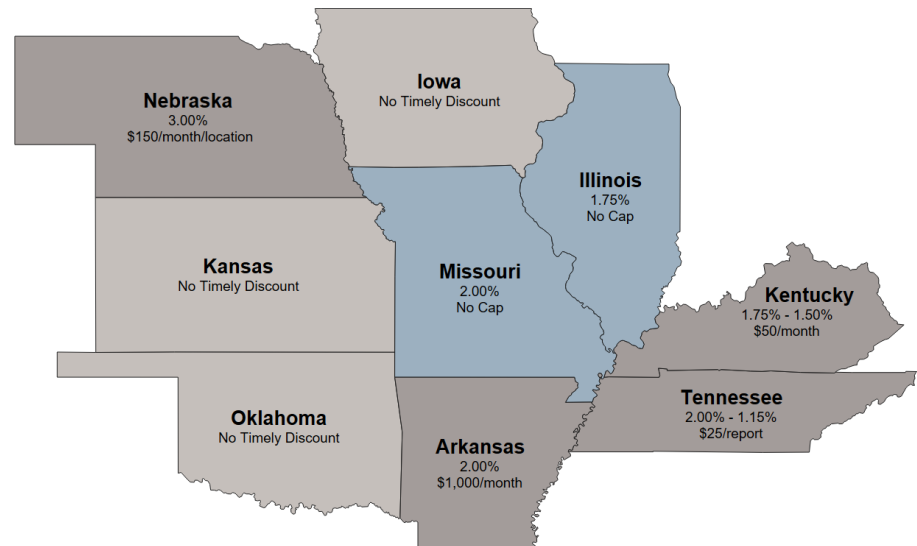 Iowa
No Timely Discount
Nebraska
3.00%
$150/month/location
Illinois
1.75%
No Cap
Kansas
No Timely Discount
Missouri
2.00%
No Cap
Kentucky
1.75% - 1.50%
$50/month
Oklahoma
No Timely Discount
Arkansas
2.00%
$1,000/month
Tennessee
2.00% - 1.15%
$25/report